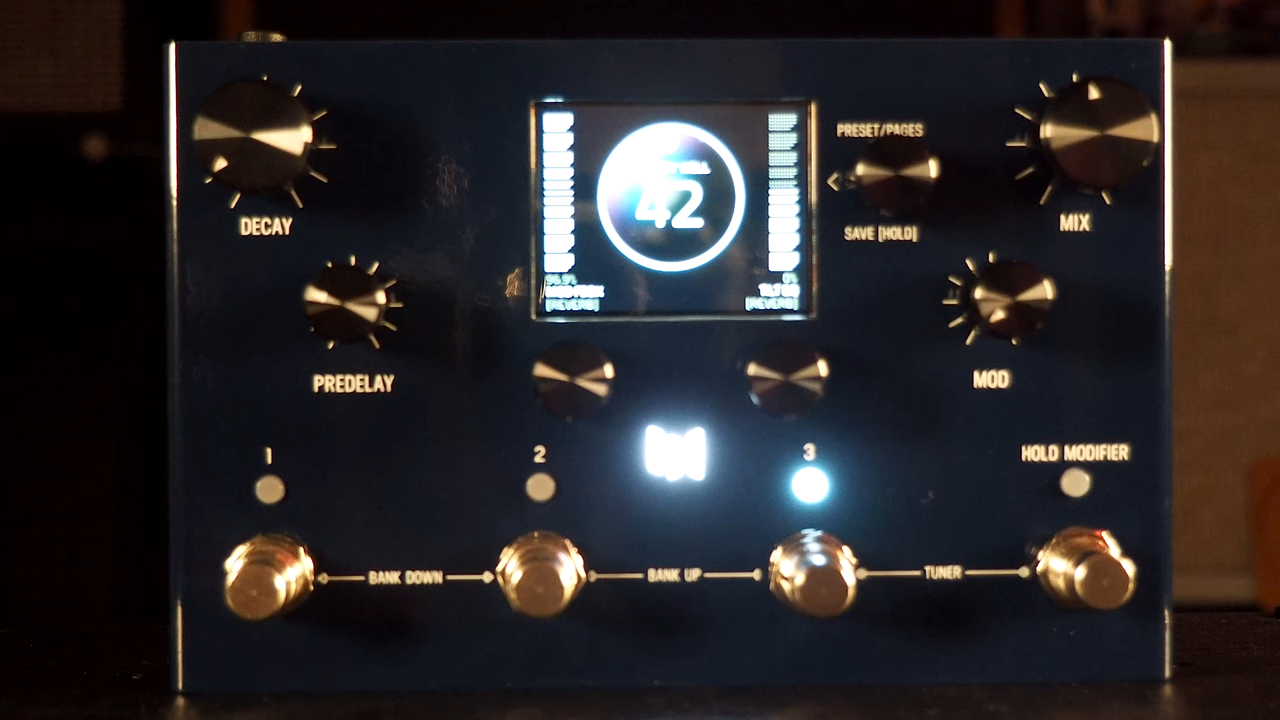 PRESET/PAGES
42
DECAY
MIX
SAVE [HOLD]
[REVERB]
[REVERB]
PREDELAY
MOD
1
2
3
HOLD MODIFIER
BANK DOWN
BANK UP
TUNER